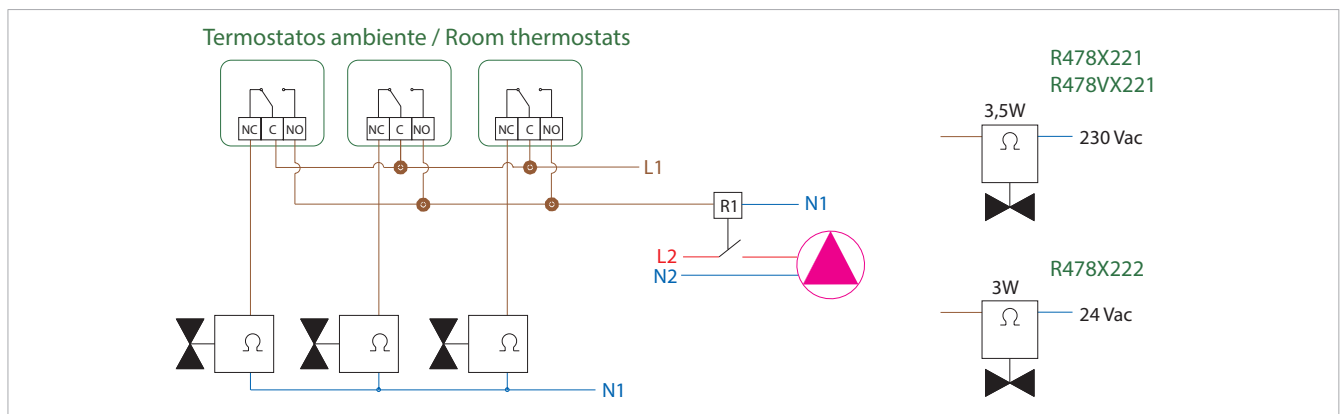 Termostatos ambiente / Room thermostats
NC C NO
NC C NO
NC C NO
L1
R1
N1
L2
N2
Ω
Ω
Ω
N1
R478X221
R478VX221
3,5W
Ω
230 Vac
R478X222
3W
Ω
24 Vac